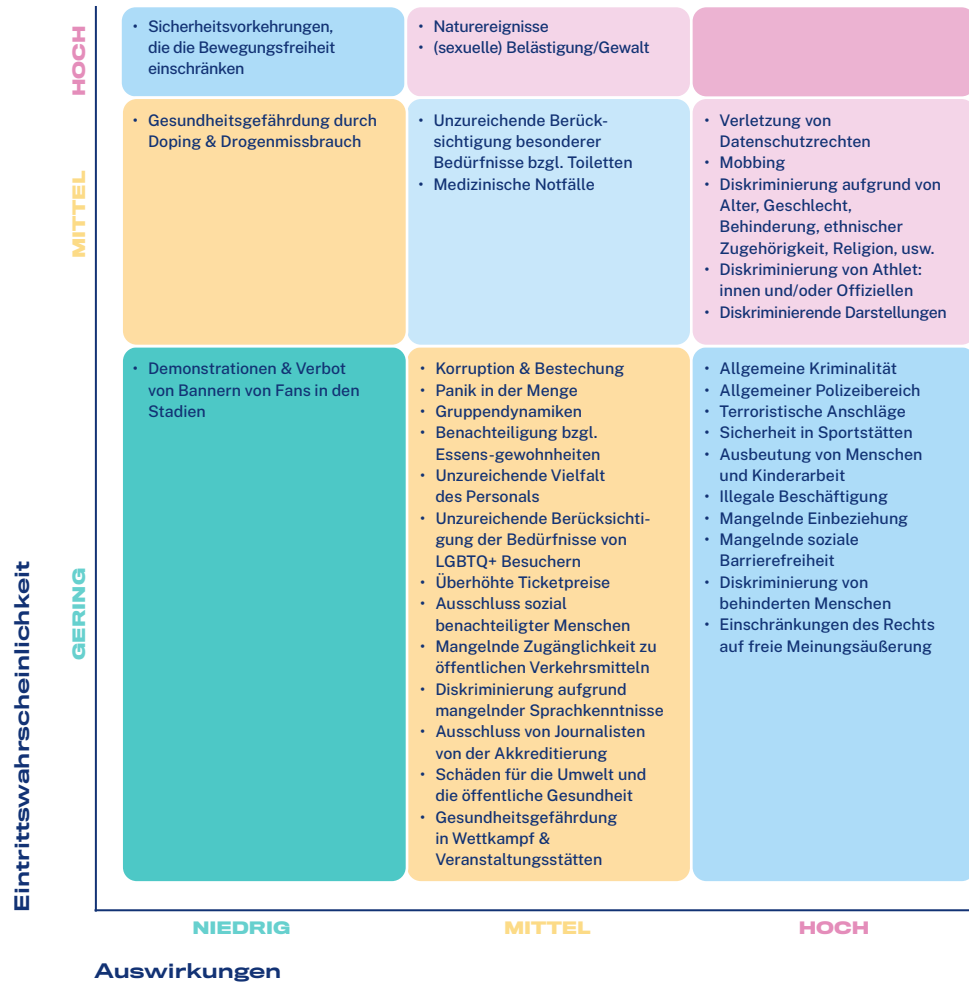 HOCH
• Sicherheitsvorkehrungen,
die die Bewegungsfreiheit
einschränken
• Naturereignisse
• (sexuelle) Belästigung/Gewalt
MITTEL
• Gesundheitsgefährdung durch
Doping & Drogenmissbrauch
• Unzureichende Berück-
sichtigung besonderer
Bedürfnisse bzgl. Toiletten
• Medizinische Notfälle
• Verletzung von
Datenschutzrechten
• Mobbing
• Diskriminierung aufgrund von
Alter, Geschlecht,
Behinderung, ethnischer
Zugehörigkeit, Religion, usw.
• Diskriminierung von Athlet:
innen und/oder Offiziellen
• Diskriminierende Darstellungen
GERING
• Demonstrationen & Verbot
von Bannern von Fans in den
Stadien
• Korruption & Bestechung
• Panik in der Menge
• Gruppendynamiken
• Benachteiligung bzgl.
Essens-gewohnheiten
• Unzureichende Vielfalt
des Personals
• Unzureichende Berücksichti-
gung der Bedürfnisse von
LGBTQ+ Besuchern
• Überhöhte Ticketpreise
• Ausschluss sozial
benachteiligter Menschen
• Mangelnde Zugänglichkeit zu
öffentlichen Verkehrsmitteln
• Diskriminierung aufgrund
mangelnder Sprachkenntnisse
• Ausschluss von Journalisten
von der Akkreditierung
• Schäden für die Umwelt und
die öffentliche Gesundheit
• Gesundheitsgefährdung
in Wettkampf &
Veranstaltungsstätten
• Allgemeine Kriminalität
• Allgemeiner Polizeibereich
• Terroristische Anschläge
• Sicherheit in Sportstätten
• Ausbeutung von Menschen
und Kinderarbeit
• Illegale Beschäftigung
• Mangelnde Einbeziehung
• Mangelnde soziale
Barrierefreiheit
• Diskriminierung von
behinderten Menschen
• Einschränkungen des Rechts
auf freie Meinungsäußerung
Eintrittswahrscheinlichkeit
NIEDRIG
MITTEL
HOCH
Auswirkungen